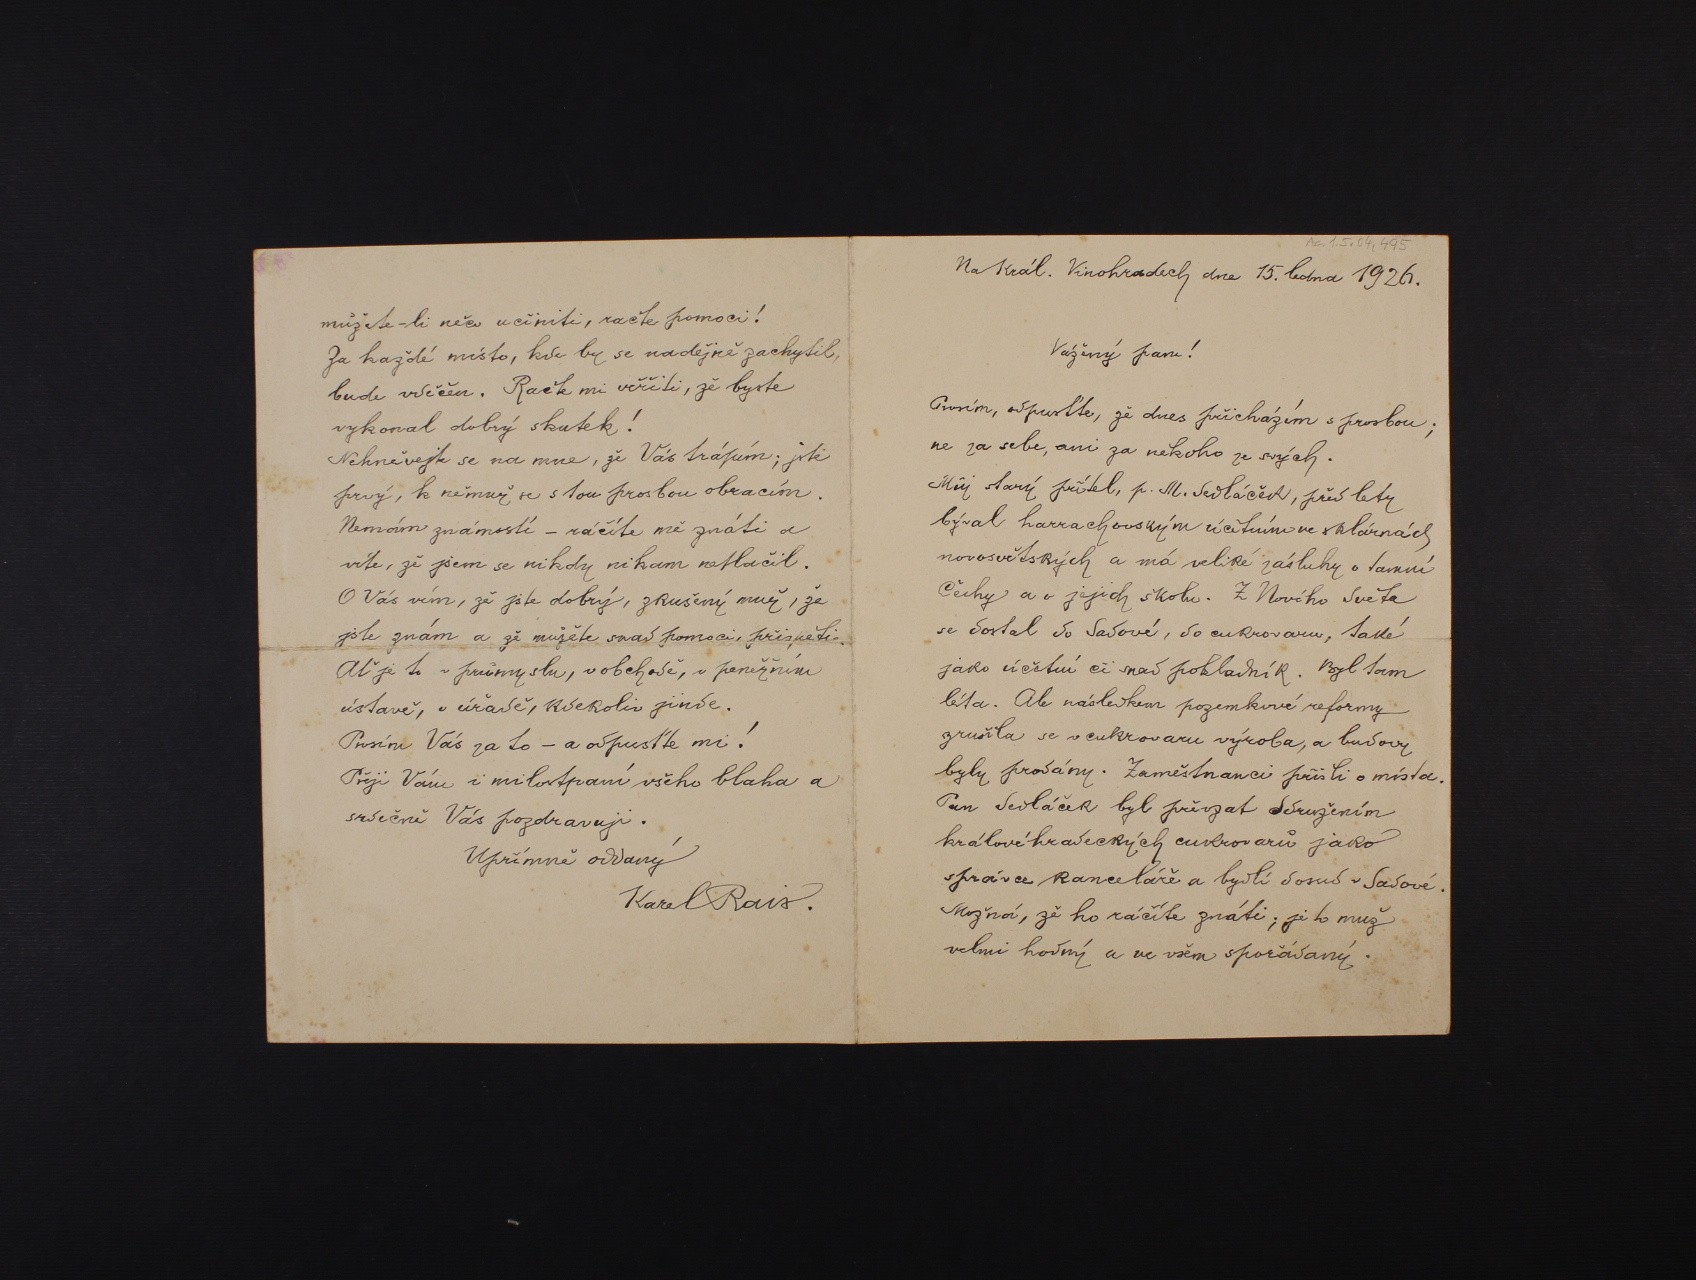 Na Král. Vinohradech dne 15. ledna 1926.
Vážený pane!
Prosím, odpusťte, že dnes přicházím s prosbou;
ne za sebe, ani za někoho ze svých.
Můj starý přítel, p. M. Sedláček, před lety
býval harrachovským účetním ve sklárnách
novosvětských a má veliké zásluhy o tamní
Čechy a o jejich školu. Z Nového Světa
se dostal do Sadové, do cukrovaru, také
jako účetní či snad pokladník. Byl tam
léta. Ale následkem pozemkové reformy
zrušila se v cukrovaru výroba, a budovy
byly prodány. Zaměstnanci přišli o místa.
Pan Sedláček byl převzat Sdružením
královéhradeckých cukrovarů jako
správce kanceláře a bydlí dosud v Sadové.
Možná, že ho ráčíte znáti; je to muž
velmi hodný a ve všem spořádaný.
můžete-li něco učiniti, račte pomoci!
Za každé místo, kde by se nadějně zachytil,
bude vděčen. Račte mi věřiti, že byste
vykonal dobrý skutek!
Nehněvejte se na mne, že Vás trápím; jste
prvý, k němuž se s tou prosbou obracím.
Nemám známostí – ráčíte mě znáti a
víte, že jsem se nikdy nikam netlačil.
O Vás vím, že jste dobrý, zkušený muž, že
jste znám a že můžete snad pomoci, přispěti.
Ať je to v průmyslu, v obchodě, v peněžním
ústavě, v úřadě, kdekoliv jinde.
Prosím Vás za to – a odpusťte mi!
Přeji Vám i milostpaní všeho blaha a
srdečně Vás pozdravuji.
Upřímně oddaný
Karel Rais.